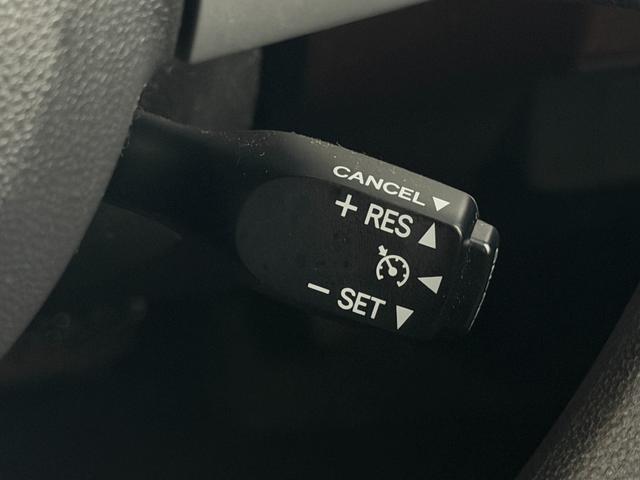 CANCEL ▼
+ RES ▲
− SET ▼